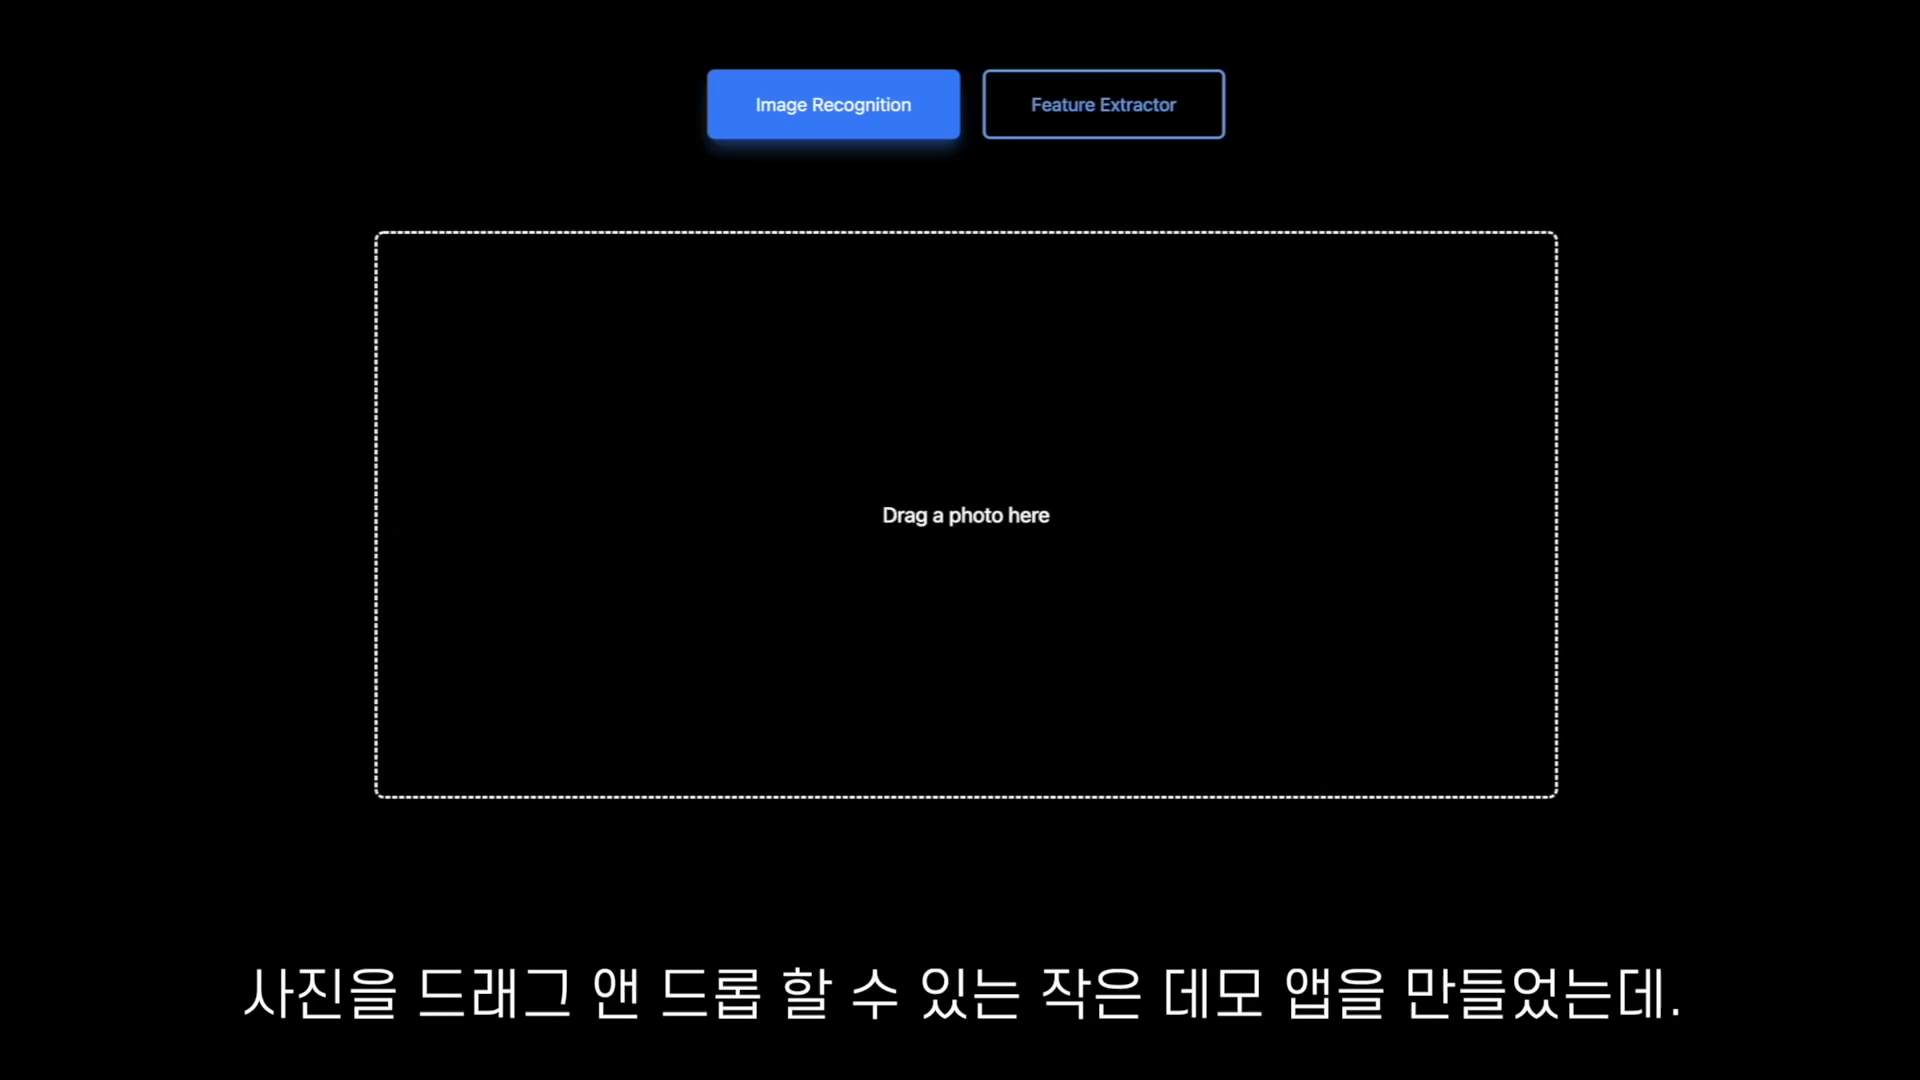 Image Recognition
Feature Extractor
Drag a photo here
사진을 드래그 앤 드롭 할 수 있는 작은 데모 앱을 만들었는데.